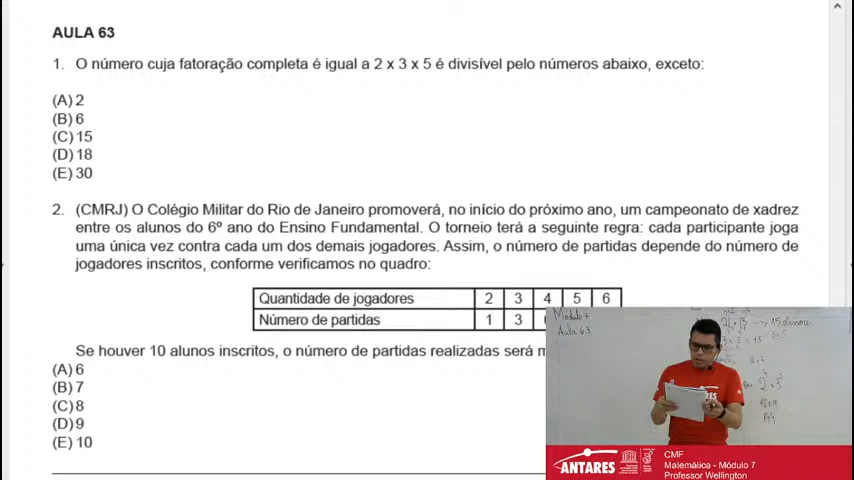 AULA 63
1. O número cuja fatoração completa é igual a 2 x 3 x 5 é divisível pelo números abaixo, exceto:
(A) 2
(B) 6
(C) 15
(D) 18
(E) 30
2. (CMRJ) O Colégio Militar do Rio de Janeiro promoverá, no início do próximo ano, um campeonato de xadrez
entre os alunos do 6º ano do Ensino Fundamental. O torneio terá a seguinte regra: cada participante joga
uma única vez contra cada um dos demais jogadores. Assim, o número de partidas depende do número de
jogadores inscritos, conforme verificamos no quadro:
Quantidade de jogadores 2 3 4 5 6
Número de partidas 1 3
Se houver 10 alunos inscritos, o número de partidas realizadas será
(A) 6
(B) 7
(C) 8
(D) 9
(E) 10
Módulo 7
Aula 63
15 divisores
ANTARES
CMF
Matemática - Módulo 7
Professor Wellington